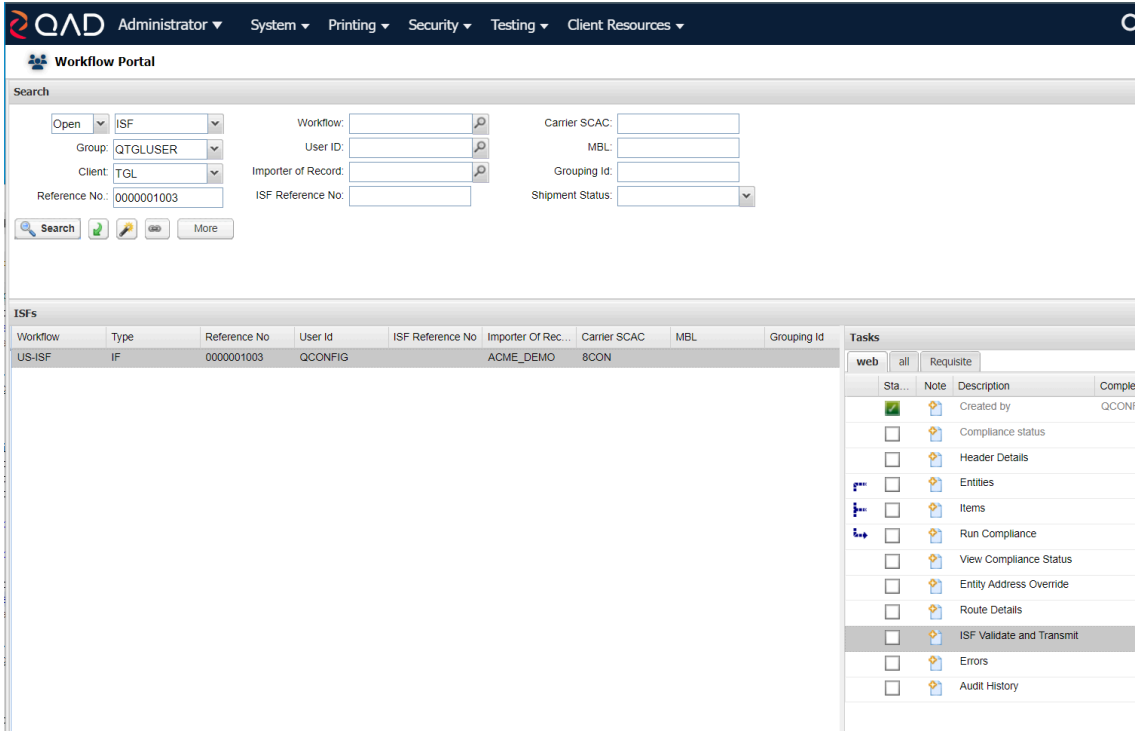 QAD Administrator System Printing Security Testing Client Resources
Workflow Portal
Search
Open ISF Workflow: Carrier SCAC:
Group: QTGLUSER User ID: MBL:
Client: TGL Importer of Record: Grouping Id:
Reference No.: 0000001003 ISF Reference No: Shipment Status:
Search More
ISFs
Workflow Type Reference No User Id ISF Reference No Importer Of Rec... Carrier SCAC MBL Grouping Id
US-ISF IF 0000001003 QCONFIG ACME_DEMO 8CON
Tasks
web all Requisite
Sta... Note Description Comple
Created by QCONF
Compliance status
Header Details
Entities
Items
Run Compliance
View Compliance Status
Entity Address Override
Route Details
ISF Validate and Transmit
Errors
Audit History